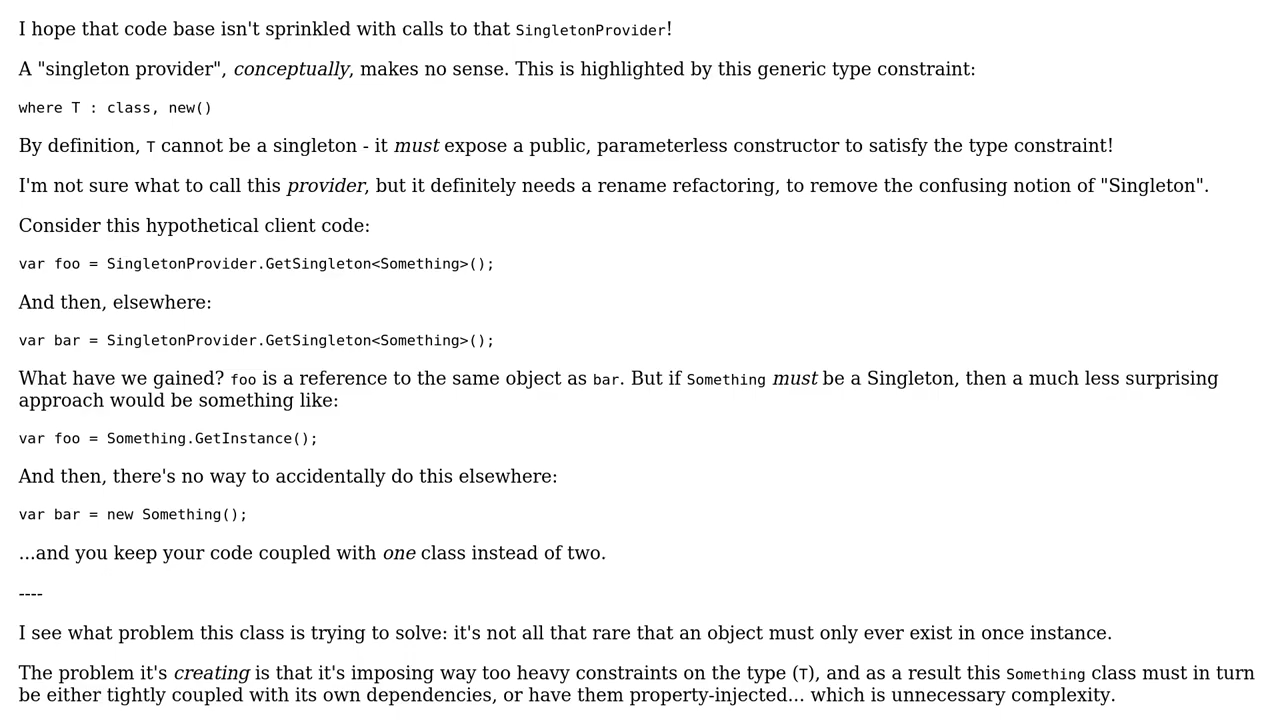 I hope that code base isn't sprinkled with calls to that SingletonProvider!
A "singleton provider", conceptually, makes no sense. This is highlighted by this generic type constraint:
where T : class, new()
By definition, T cannot be a singleton - it must expose a public, parameterless constructor to satisfy the type constraint!
I'm not sure what to call this provider, but it definitely needs a rename refactoring, to remove the confusing notion of "Singleton".
Consider this hypothetical client code:
var foo = SingletonProvider.GetSingleton<Something>();
And then, elsewhere:
var bar = SingletonProvider.GetSingleton<Something>();
What have we gained? foo is a reference to the same object as bar. But if Something must be a Singleton, then a much less surprising
approach would be something like:
var foo = Something.GetInstance();
And then, there's no way to accidentally do this elsewhere:
var bar = new Something();
...and you keep your code coupled with one class instead of two.
----
I see what problem this class is trying to solve: it's not all that rare that an object must only ever exist in once instance.
The problem it's creating is that it's imposing way too heavy constraints on the type (T), and as a result this Something class must in turn
be either tightly coupled with its own dependencies, or have them property-injected... which is unnecessary complexity.